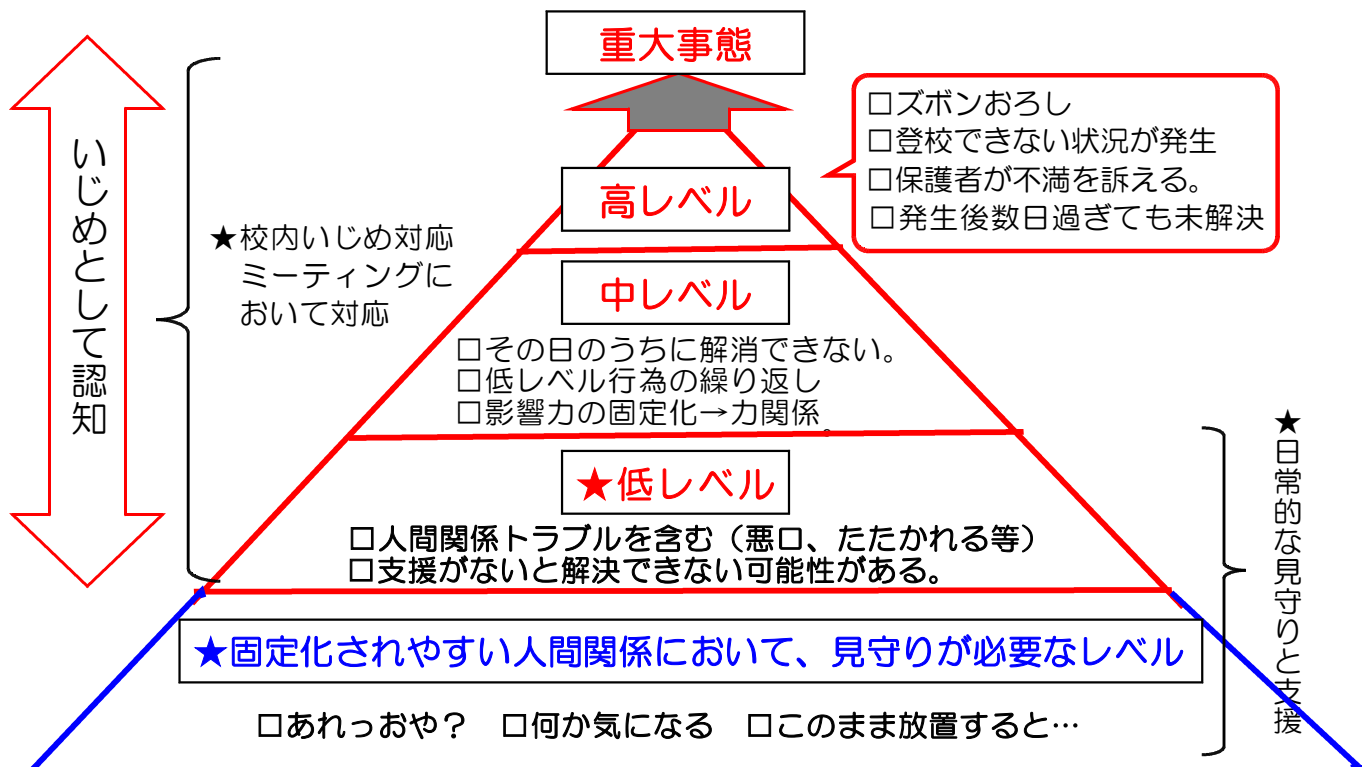 重大事態
□ズボンおろし
□登校できない状況が発生
□保護者が不満を訴える。
□発生後数日過ぎても未解決
いじめとして認知
★校内いじめ対応
ミーティングに
おいて対応
高レベル
中レベル
□その日のうちに解消できない。
□低レベル行為の繰り返し
□影響力の固定化→力関係。
★低レベル
□人間関係トラブルを含む（悪口、たたかれる等）
□支援がないと解決できない可能性がある。
★日常的な見守りと支援
★固定化されやすい人間関係において、見守りが必要なレベル
□あれっおや？　□何か気になる　□このまま放置すると…